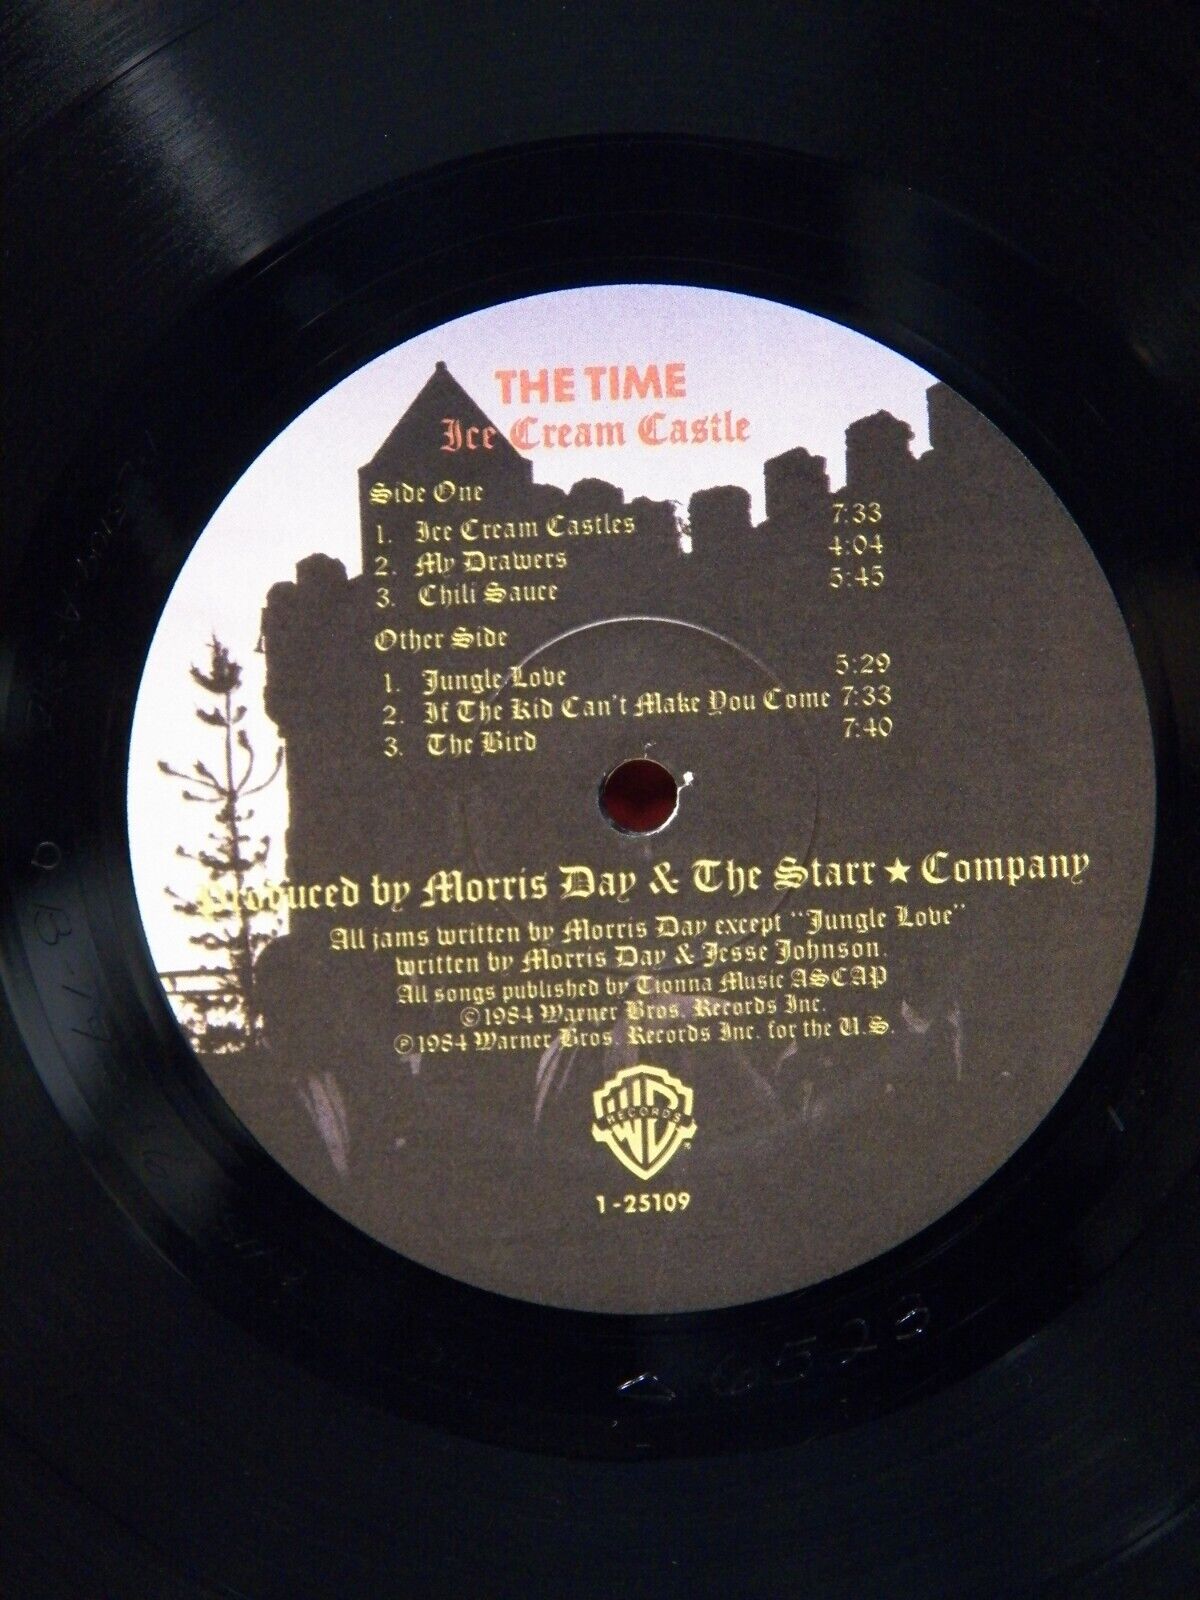 THE TIME
Ice Cream Castle
Side One
1. Ice Cream Castles 7:33
2. My Drawers 4:04
3. Chili Sauce 5:45
Other Side
1. Jungle Love 5:29
2. If The Kid Can't Make You Come 7:33
3. The Bird 7:40
Produced by Morris Day & The Starr ★ Company
All jams written by Morris Day except "Jungle Love"
written by Morris Day & Jesse Johnson.
All songs published by Tionna Music ASCAP
©1984 Warner Bros. Records Inc.
℗1984 Warner Bros. Records Inc. for the U.S.
WB RECORDS ®
1-25109